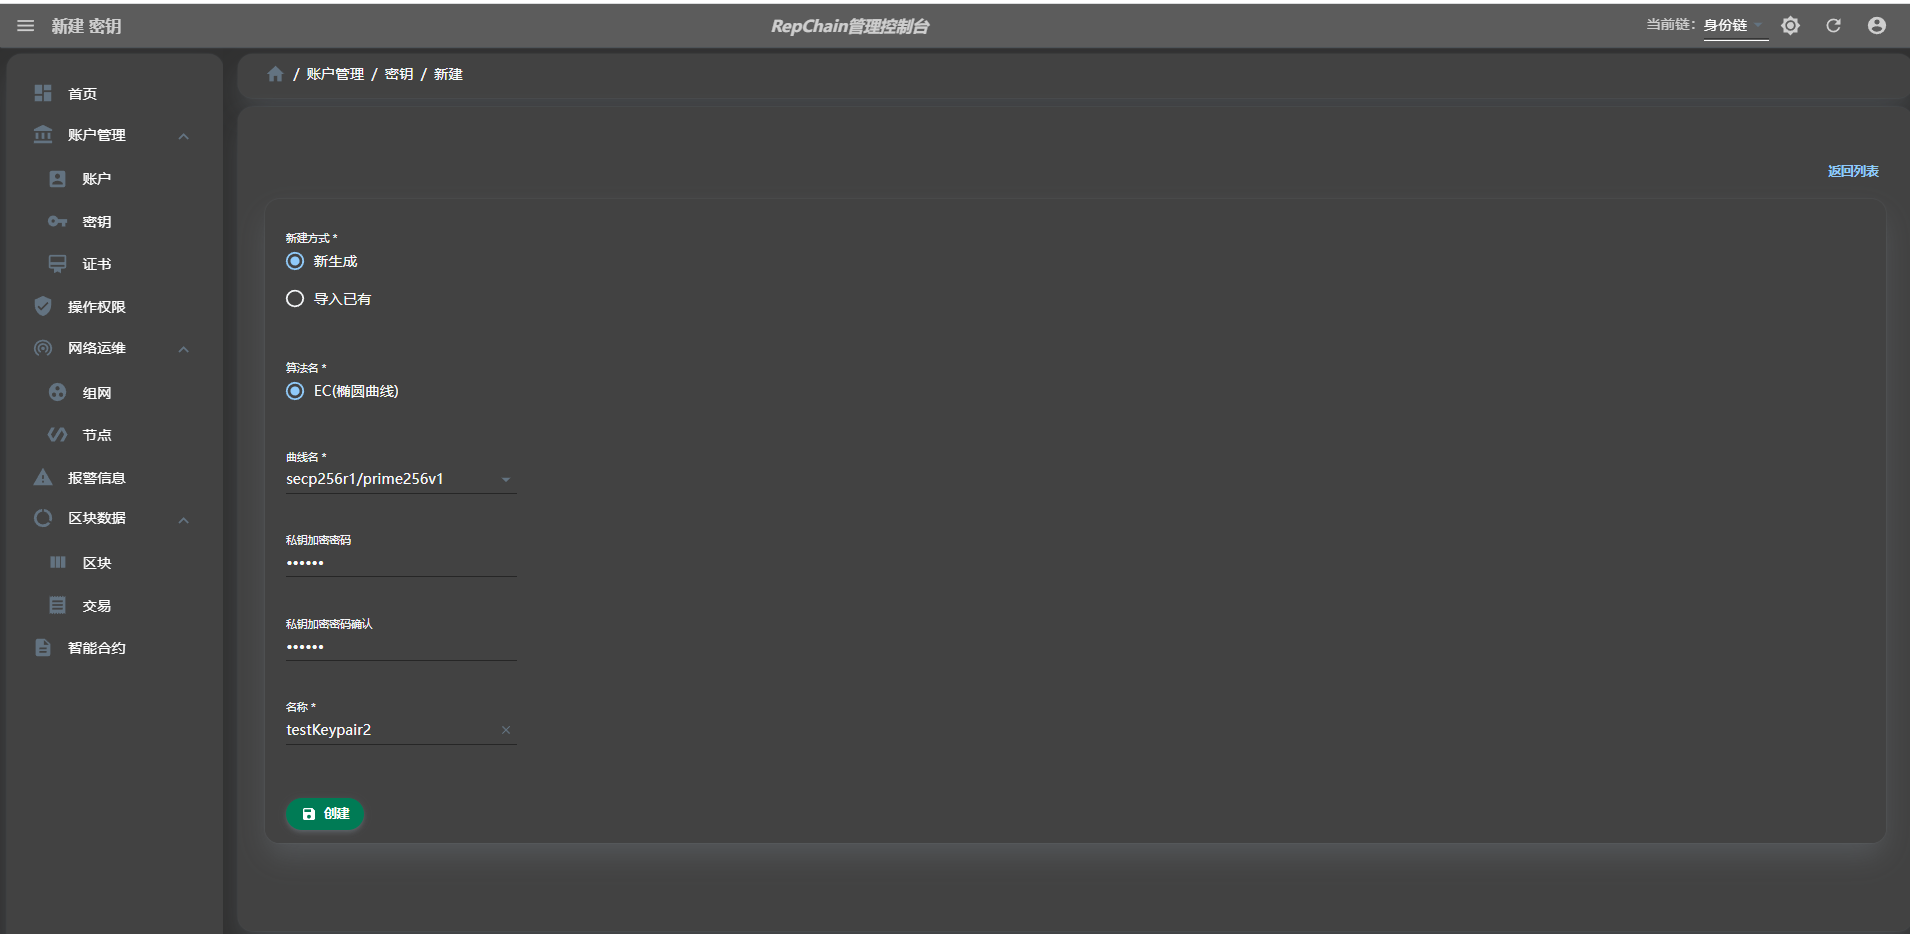 新建 密钥
RepChain管理控制台
当前链: 身份链
首页
账户管理
账户
密钥
证书
操作权限
网络运维
组网
节点
报警信息
区块数据
区块
交易
智能合约
/ 账户管理 / 密钥 / 新建
返回列表
新建方式 *
新生成
导入已有
算法名 *
EC(椭圆曲线)
曲线名 *
secp256r1/prime256v1
私钥加密密码
••••••
私钥加密密码确认
••••••
名称 *
testKeypair2
创建